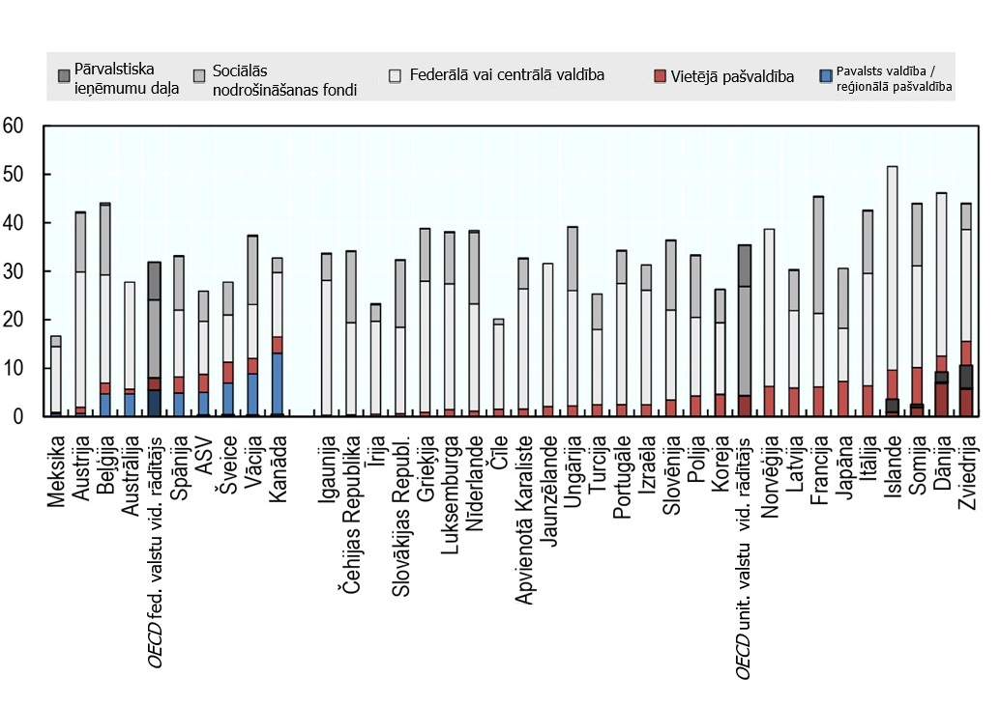 Pārvalstiska
ieņēmumu daļa
Sociālās
nodrošināšanas fondi
Federālā vai centrālā valdība
Vietējā pašvaldība
Pavalsts valdība /
reģionālā pašvaldība
60
50
40
30
20
10
0
Meksika
Austrija
Beļģija
Austrālija
OECD fed. valstu vid. rādītājs
Spānija
ASV
Šveice
Vācija
Kanāda
Igaunija
Čehijas Republika
Īrija
Slovākijas Republ.
Grieķija
Luksemburga
Nīderlande
Čīle
Apvienotā Karaliste
Jaunzēlande
Ungārija
Turcija
Portugāle
Izraēla
Slovēnija
Polija
Koreja
OECD unit. valstu vid. rādītājs
Norvēģija
Latvija
Francija
Japāna
Itālija
Islande
Somija
Dānija
Zviedrija